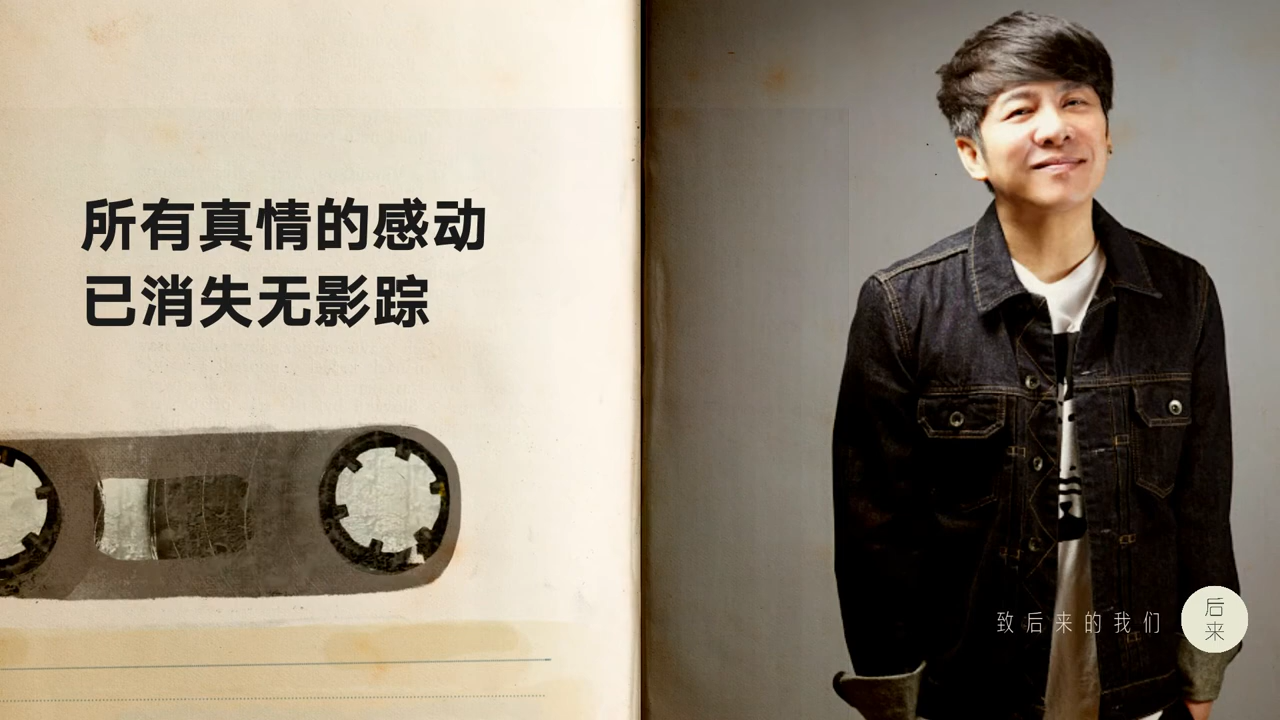 所有真情的感动
已消失无影踪
致后来的我们
后
来